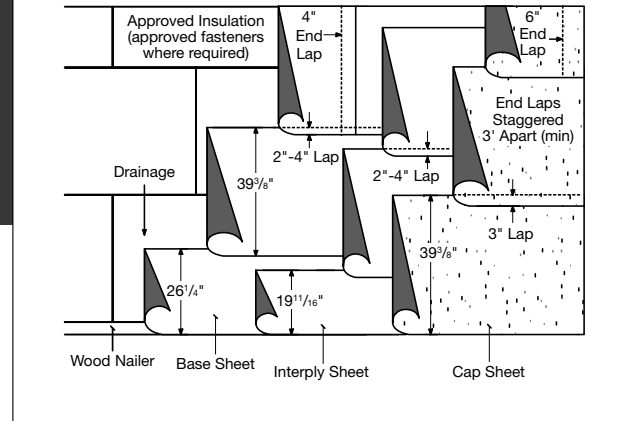 Approved Insulation
(approved fasteners
where required)
4"
End
Lap
6"
End
Lap
End Laps
Staggered
3' Apart (min)
2"-4" Lap
2"-4" Lap
Drainage
39³/₈"
3" Lap
39³/₈"
26¹/₄"
19¹¹/₁₆"
Wood Nailer
Base Sheet
Interply Sheet
Cap Sheet